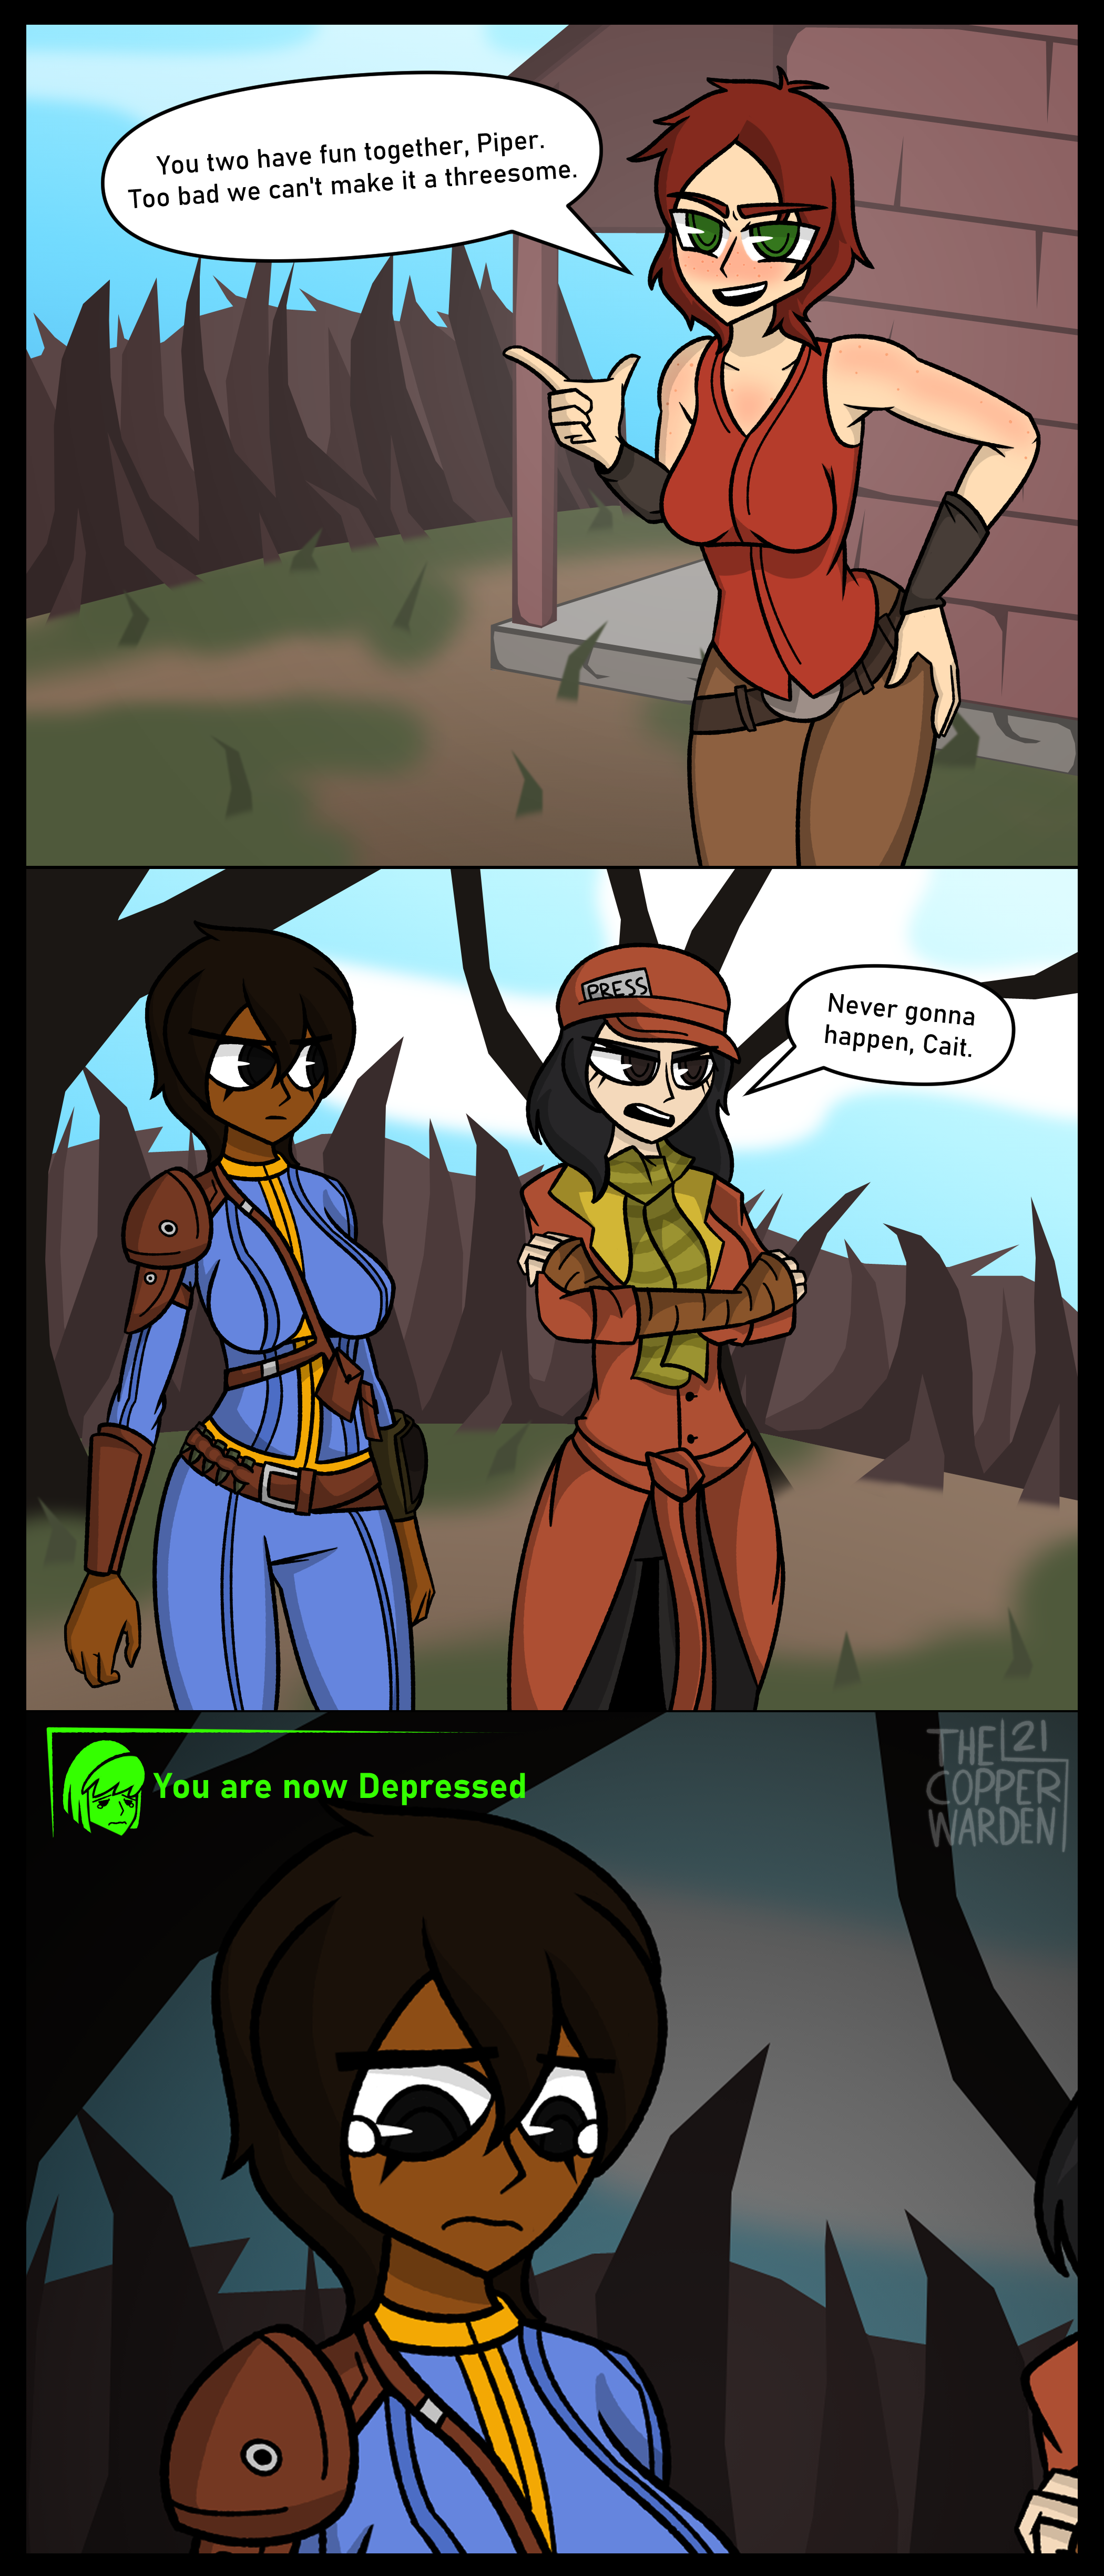 You two have fun together, Piper.
Too bad we can't make it a threesome.
PRESS
Never gonna
happen, Cait.
You are now Depressed
THE 21
COPPER
WARDEN